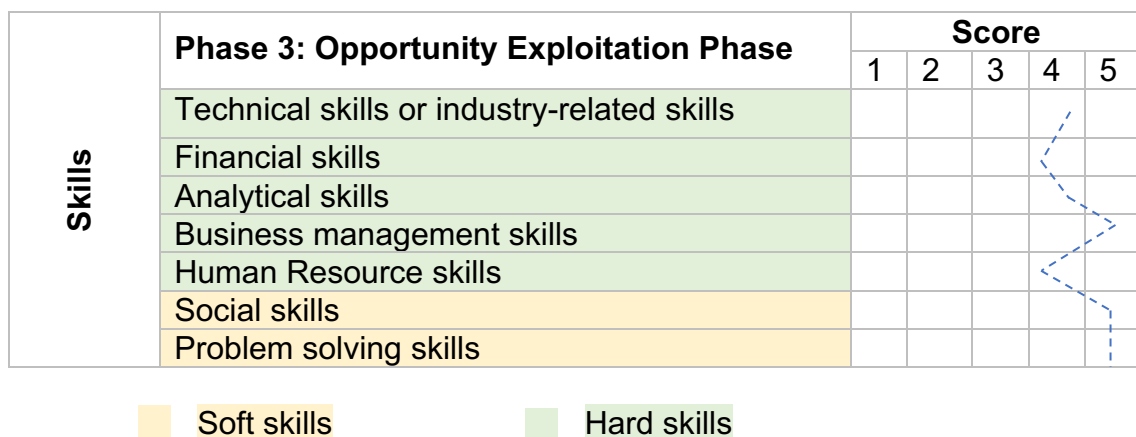 Skills
Phase 3: Opportunity Exploitation Phase
Score
1 2 3 4 5
Technical skills or industry-related skills
Financial skills
Analytical skills
Business management skills
Human Resource skills
Social skills
Problem solving skills
Soft skills Hard skills